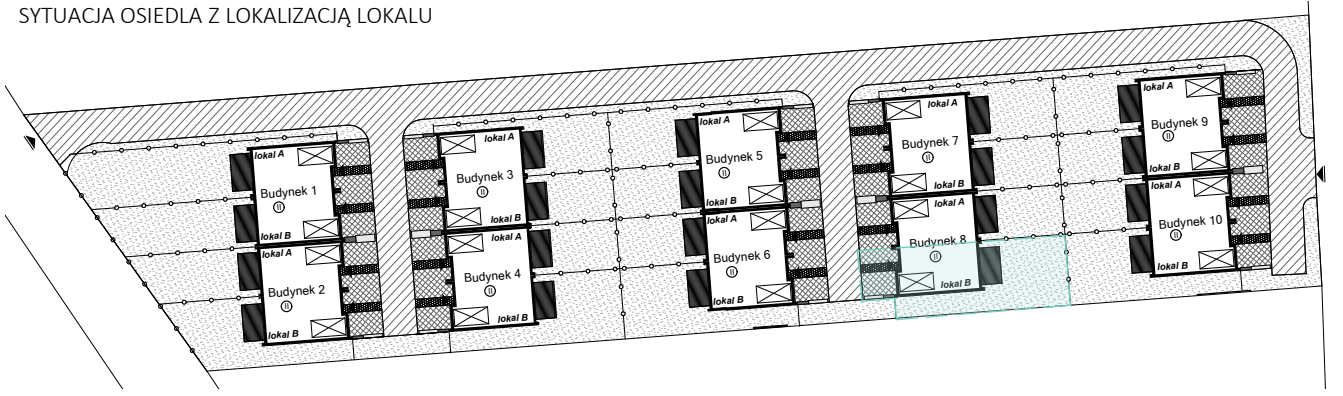 SYTUACJA OSIEDLA Z LOKALIZACJĄ LOKALU
lokal A
Budynek 1
II
lokal B
lokal A
Budynek 2
II
lokal B
lokal A
Budynek 3
II
lokal B
lokal A
Budynek 4
II
lokal B
lokal A
Budynek 5
II
lokal B
lokal A
Budynek 6
II
lokal B
lokal A
Budynek 7
II
lokal B
lokal A
Budynek 8
II
lokal B
lokal A
Budynek 9
II
lokal B
lokal A
Budynek 10
II
lokal B